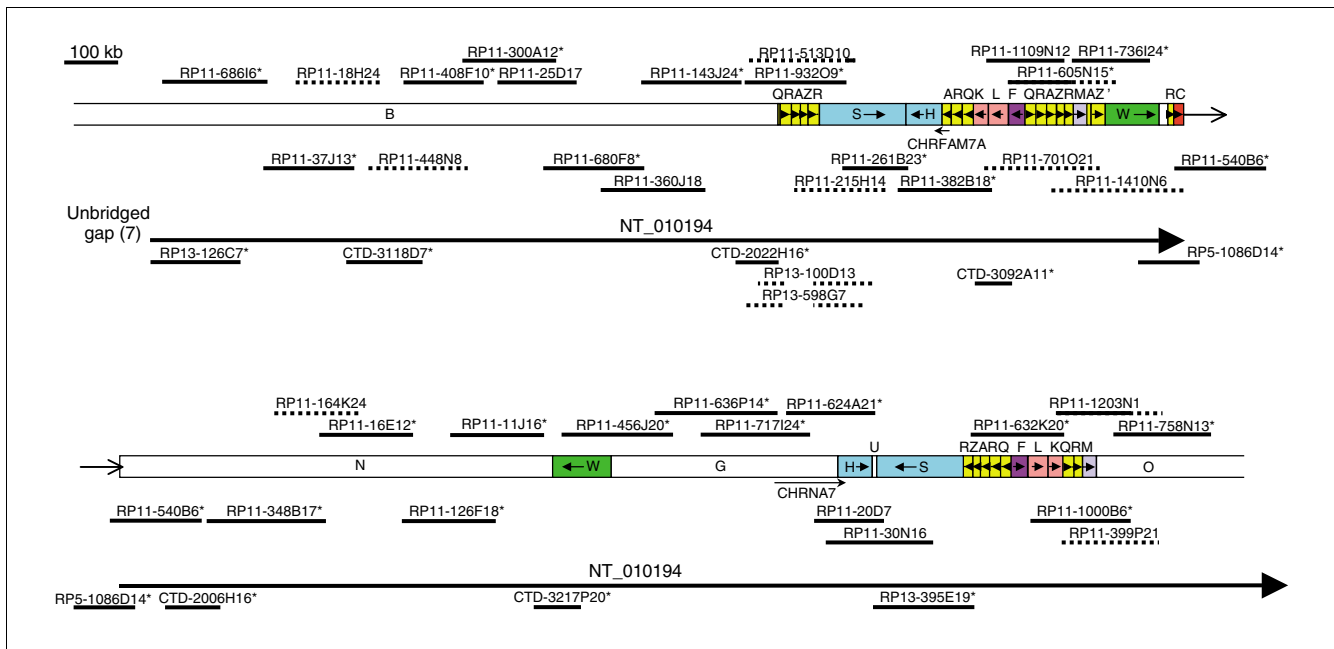 100 kb
RP11-300A12*
RP11-513D10
RP11-1109N12 RP11-736I24*
RP11-686I6* RP11-18H24 RP11-408F10* RP11-25D17 RP11-143J24* RP11-932O9* RP11-605N15*
QRAZR ARQK L F QRAZRMAZ ' RC
B S H W
CHRFAM7A
RP11-37J13* RP11-448N8 RP11-680F8* RP11-261B23* RP11-701O21 RP11-540B6*
RP11-360J18 RP11-215H14 RP11-382B18* RP11-1410N6
Unbridged
gap (7)
NT_010194
RP13-126C7* CTD-3118D7* CTD-2022H16* RP5-1086D14*
RP13-100D13 CTD-3092A11*
RP13-598G7
RP11-164K24 RP11-636P14* RP11-624A21* RP11-1203N1
RP11-16E12* RP11-11J16* RP11-456J20* RP11-717I24* RP11-632K20* RP11-758N13*
U RZARQ F L KQRM
N W G H S O
CHRNA7
RP11-540B6* RP11-348B17* RP11-126F18* RP11-20D7 RP11-1000B6*
RP11-30N16 RP11-399P21
NT_010194
RP5-1086D14* CTD-2006H16* CTD-3217P20* RP13-395E19*